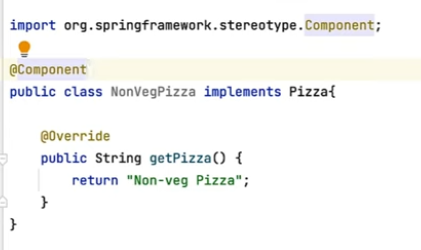 import org.springframework.stereotype.Component;
@Component
public class NonVegPizza implements Pizza{
@Override
public String getPizza() {
return "Non-veg Pizza";
}
}